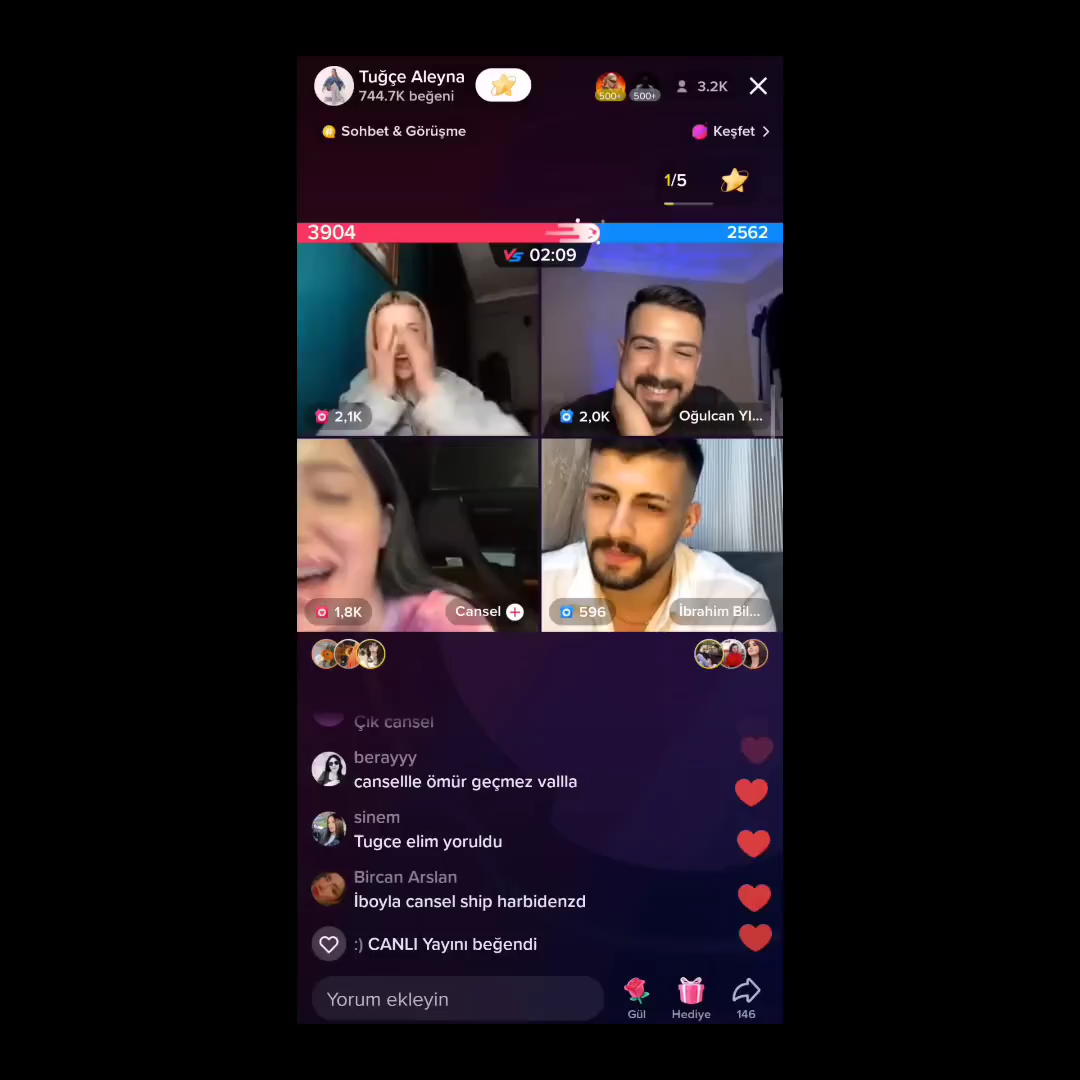 Tuğçe Aleyna
744.7K beğeni
500+
500+
3.2K
Sohbet & Görüşme
Keşfet
1/5
3904
2562
VS 02:09
2,1K
2,0K
Oğulcan Yl...
1,8K
Cansel
596
İbrahim Bil...
Çık cansel
berayyy
cansellle ömür geçmez vallla
sinem
Tugce elim yoruldu
Bircan Arslan
İboyla cansel ship harbidenzd
:) CANLI Yayını beğendi
Yorum ekleyin
Gül
Hediye
146